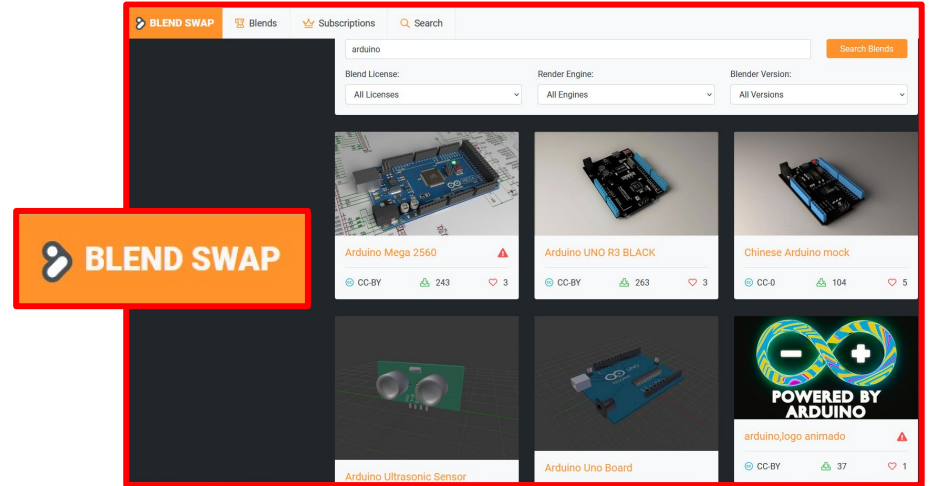 BLEND SWAP
Blends
Subscriptions
Search
arduino
Search Blends
Blend License:
Render Engine:
Blender Version:
All Licenses
All Engines
All Versions
BLEND SWAP
Arduino Mega 2560
Arduino UNO R3 BLACK
Chinese Arduino mock
CC-BY
243
3
CC-BY
263
3
CC-0
104
5
POWERED BY
ARDUINO
Arduino Ultrasonic Sensor
Arduino Uno Board
arduino,logo animado
CC-BY
37
1